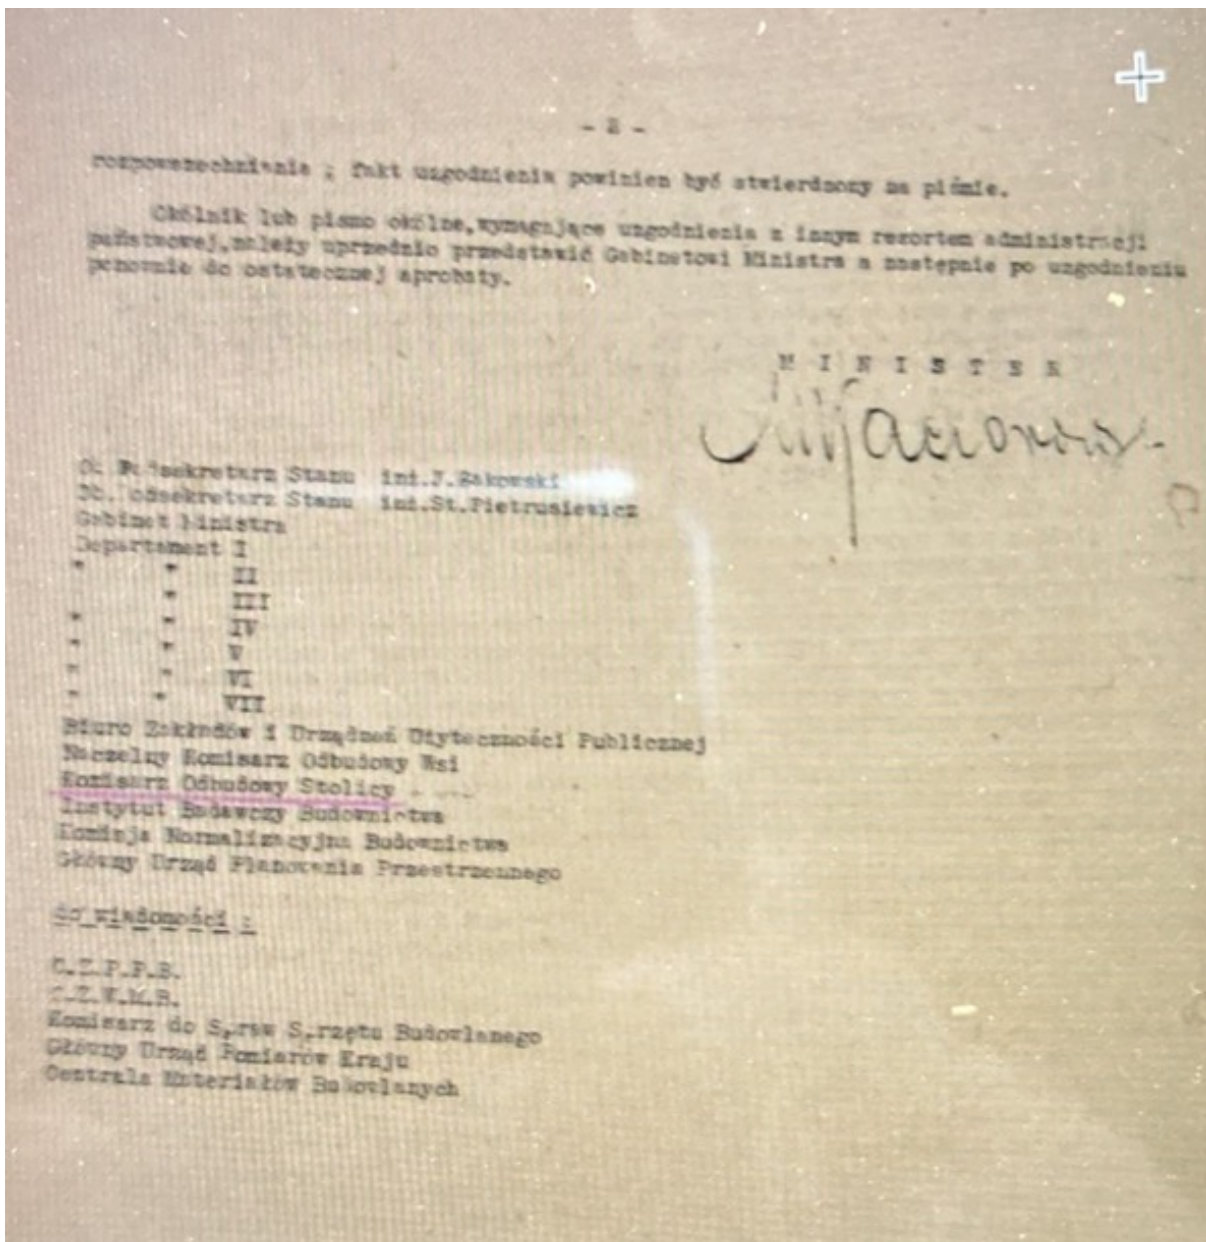 - 2 -
rozpowszechniania ; fakt uzgodnienia powinien być stwierdzony na piśmie.
Okólnik lub pismo okólne,wymagające uzgodnienia z innym resortem administracji
państwowej,należy uprzednio przedstawić Gabinetowi Ministra a następnie po uzgodnieniu
ponownie do ostatecznej aprobaty.
M I N I S T E R
Podsekretarz Stanu inż.J.Żakowski
Ob. odsekretarz Stanu inż.St.Pietrusiewicz
Gabinet Ministra
Departament I
" " II
" III
" " IV
" " V
" " VI
" " VII
Biuro Zakładów i Urządzeń Użyteczności Publicznej
Naczelny Komisarz Odbudowy Wsi
Komisarz Odbudowy Stolicy
Instytut Badawczy Budownictwa
Komisja Normalizacyjna Budownictwa
Główny Urząd Planowania Przestrzennego
do wiadomości :
C.Z.P.P.B.
C.Z.W.M.B.
Komisarz do Spraw Sprzętu Budowlanego
Główny Urząd Pomiarów Kraju
Centrala Materiałów Budowlanych